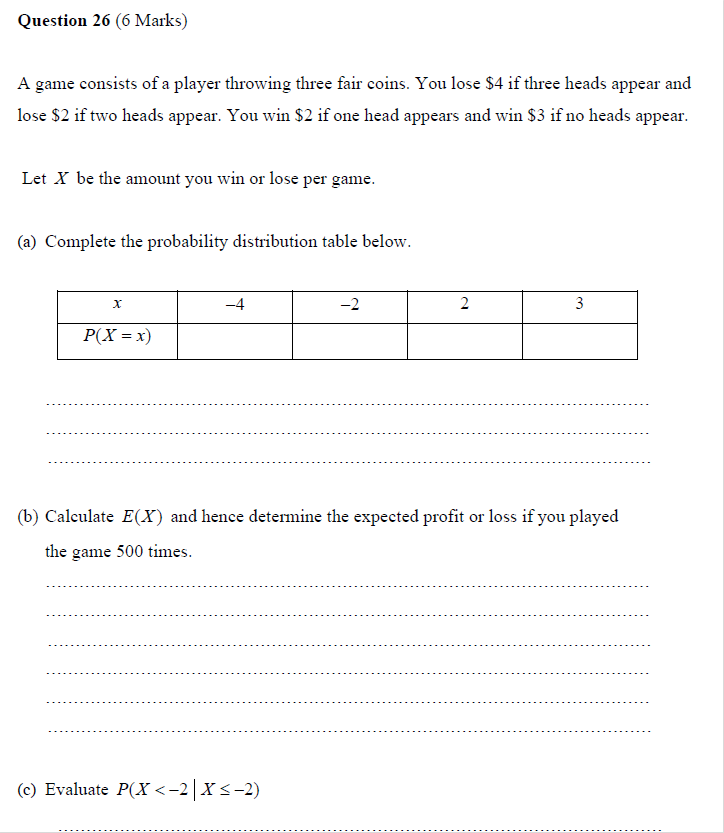 Question 26 (6 Marks)
A game consists of a player throwing three fair coins. You lose $4 if three heads appear and
lose $2 if two heads appear. You win $2 if one head appears and win $3 if no heads appear.
Let X be the amount you win or lose per game.
(a) Complete the probability distribution table below.
x −4 −2 2 3
P(X = x)
(b) Calculate E(X) and hence determine the expected profit or loss if you played
the game 500 times.
(c) Evaluate P(X < −2 | X ≤ −2)